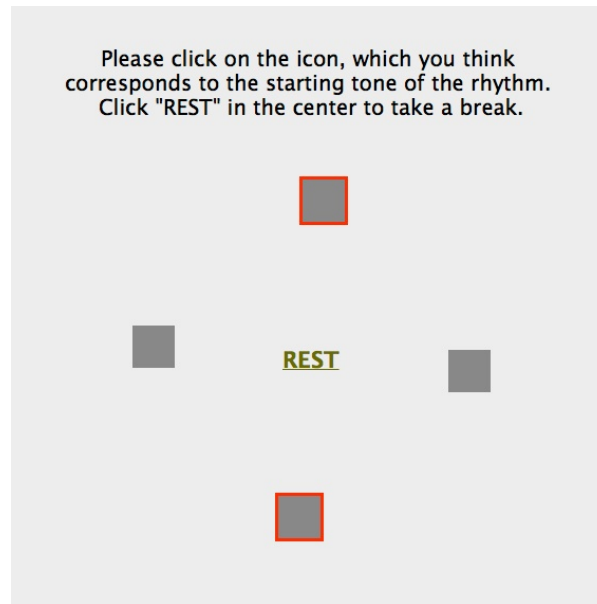 Please click on the icon, which you think
corresponds to the starting tone of the rhythm.
Click "REST" in the center to take a break.
REST